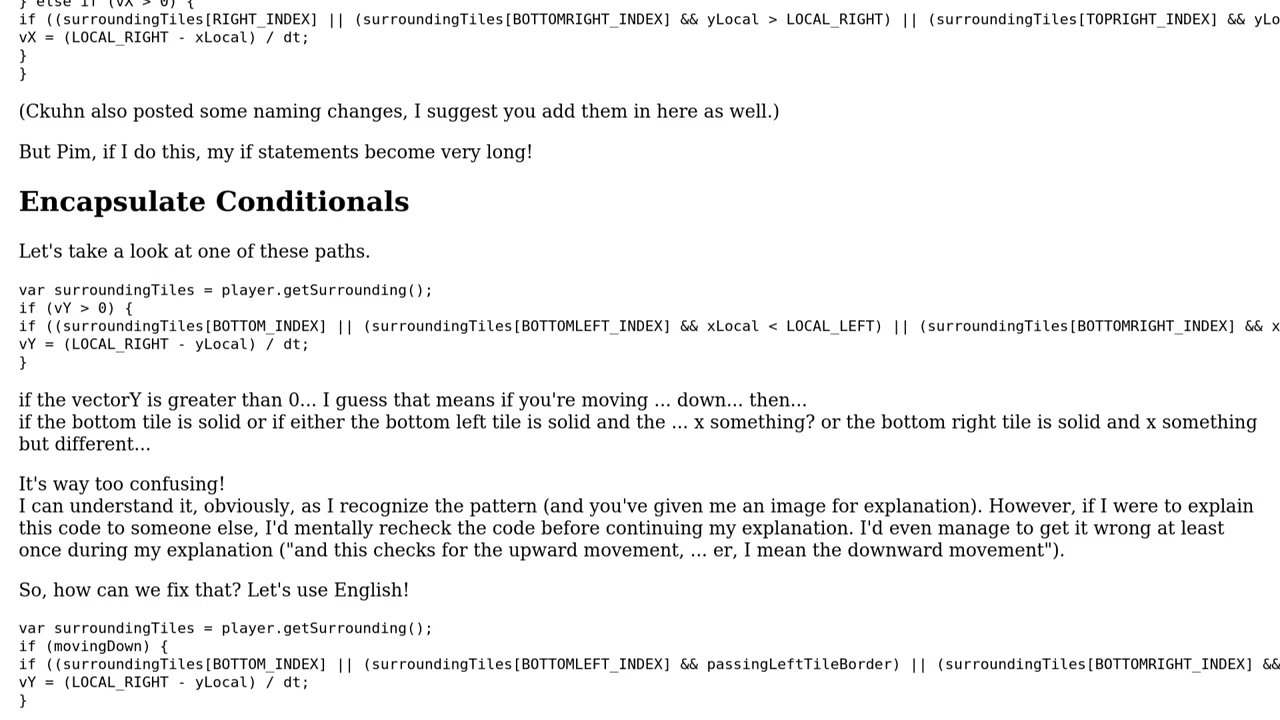 } else if (vX > 0) {
if ((surroundingTiles[RIGHT_INDEX] || (surroundingTiles[BOTTOMRIGHT_INDEX] && yLocal > LOCAL_RIGHT) || (surroundingTiles[TOPRIGHT_INDEX] && yLo
vX = (LOCAL_RIGHT - xLocal) / dt;
}
}
(Ckuhn also posted some naming changes, I suggest you add them in here as well.)
But Pim, if I do this, my if statements become very long!
Encapsulate Conditionals
Let's take a look at one of these paths.
var surroundingTiles = player.getSurrounding();
if (vY > 0) {
if ((surroundingTiles[BOTTOM_INDEX] || (surroundingTiles[BOTTOMLEFT_INDEX] && xLocal < LOCAL_LEFT) || (surroundingTiles[BOTTOMRIGHT_INDEX] && x
vY = (LOCAL_RIGHT - yLocal) / dt;
}
if the vectorY is greater than 0... I guess that means if you're moving ... down... then...
if the bottom tile is solid or if either the bottom left tile is solid and the ... x something? or the bottom right tile is solid and x something
but different...
It's way too confusing!
I can understand it, obviously, as I recognize the pattern (and you've given me an image for explanation). However, if I were to explain
this code to someone else, I'd mentally recheck the code before continuing my explanation. I'd even manage to get it wrong at least
once during my explanation ("and this checks for the upward movement, ... er, I mean the downward movement").
So, how can we fix that? Let's use English!
var surroundingTiles = player.getSurrounding();
if (movingDown) {
if ((surroundingTiles[BOTTOM_INDEX] || (surroundingTiles[BOTTOMLEFT_INDEX] && passingLeftTileBorder) || (surroundingTiles[BOTTOMRIGHT_INDEX] &&
vY = (LOCAL_RIGHT - yLocal) / dt;
}